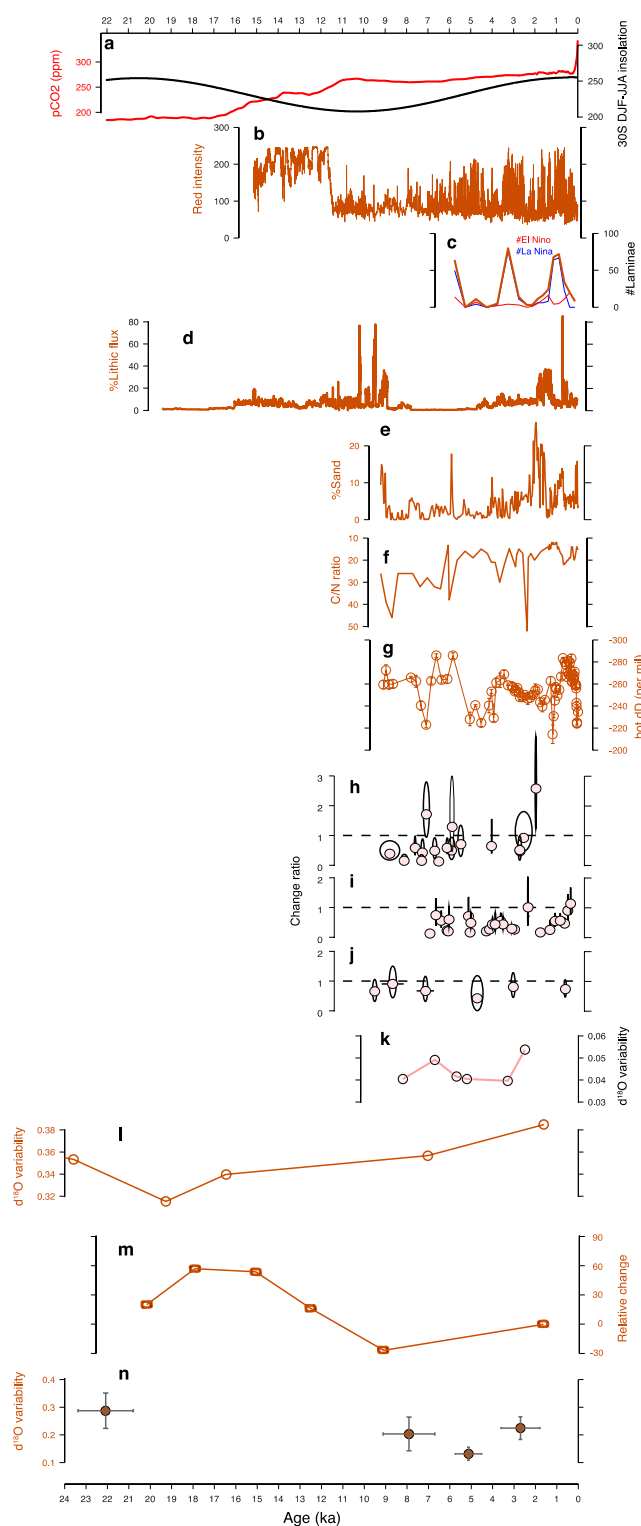 22 21 20 19 18 17 16 15 14 13 12 11 10 9 8 7 6 5 4 3 2 1 0
a
pCO2 (ppm)
300
250
200
300
250
200
30S DJF-JJA insolation
b
Red intensity
300
200
100
0
c
#El Nino
#La Nina
100
50
0
#Laminae
d
%Lithic flux
80
60
40
20
0
e
%Sand
20
10
0
f
C/N ratio
10
20
30
40
50
g
-300
-280
-260
-240
-220
-200
bot dD (per mil)
h
3
2
1
0
Change ratio
i
2
1
0
j
2
1
0
k
0.06
0.05
0.04
0.03
d18O variability
l
d18O variability
0.38
0.36
0.34
0.32
m
90
60
30
0
-30
Relative change
n
d18O variability
0.4
0.3
0.2
0.1
24 23 22 21 20 19 18 17 16 15 14 13 12 11 10 9 8 7 6 5 4 3 2 1 0
Age (ka)